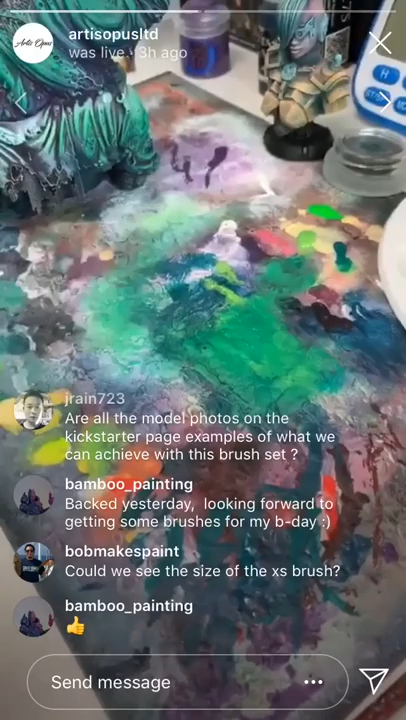 artisopusltd
Artis Opus
was live · 3h ago
H
jrain723
Are all the model photos on the
kickstarter page examples of what we
can achieve with this brush set ?
bamboo_painting
Backed yesterday,  looking forward to
getting some brushes for my b-day :)
bobmakespaint
Could we see the size of the xs brush?
bamboo_painting
👍
Send message